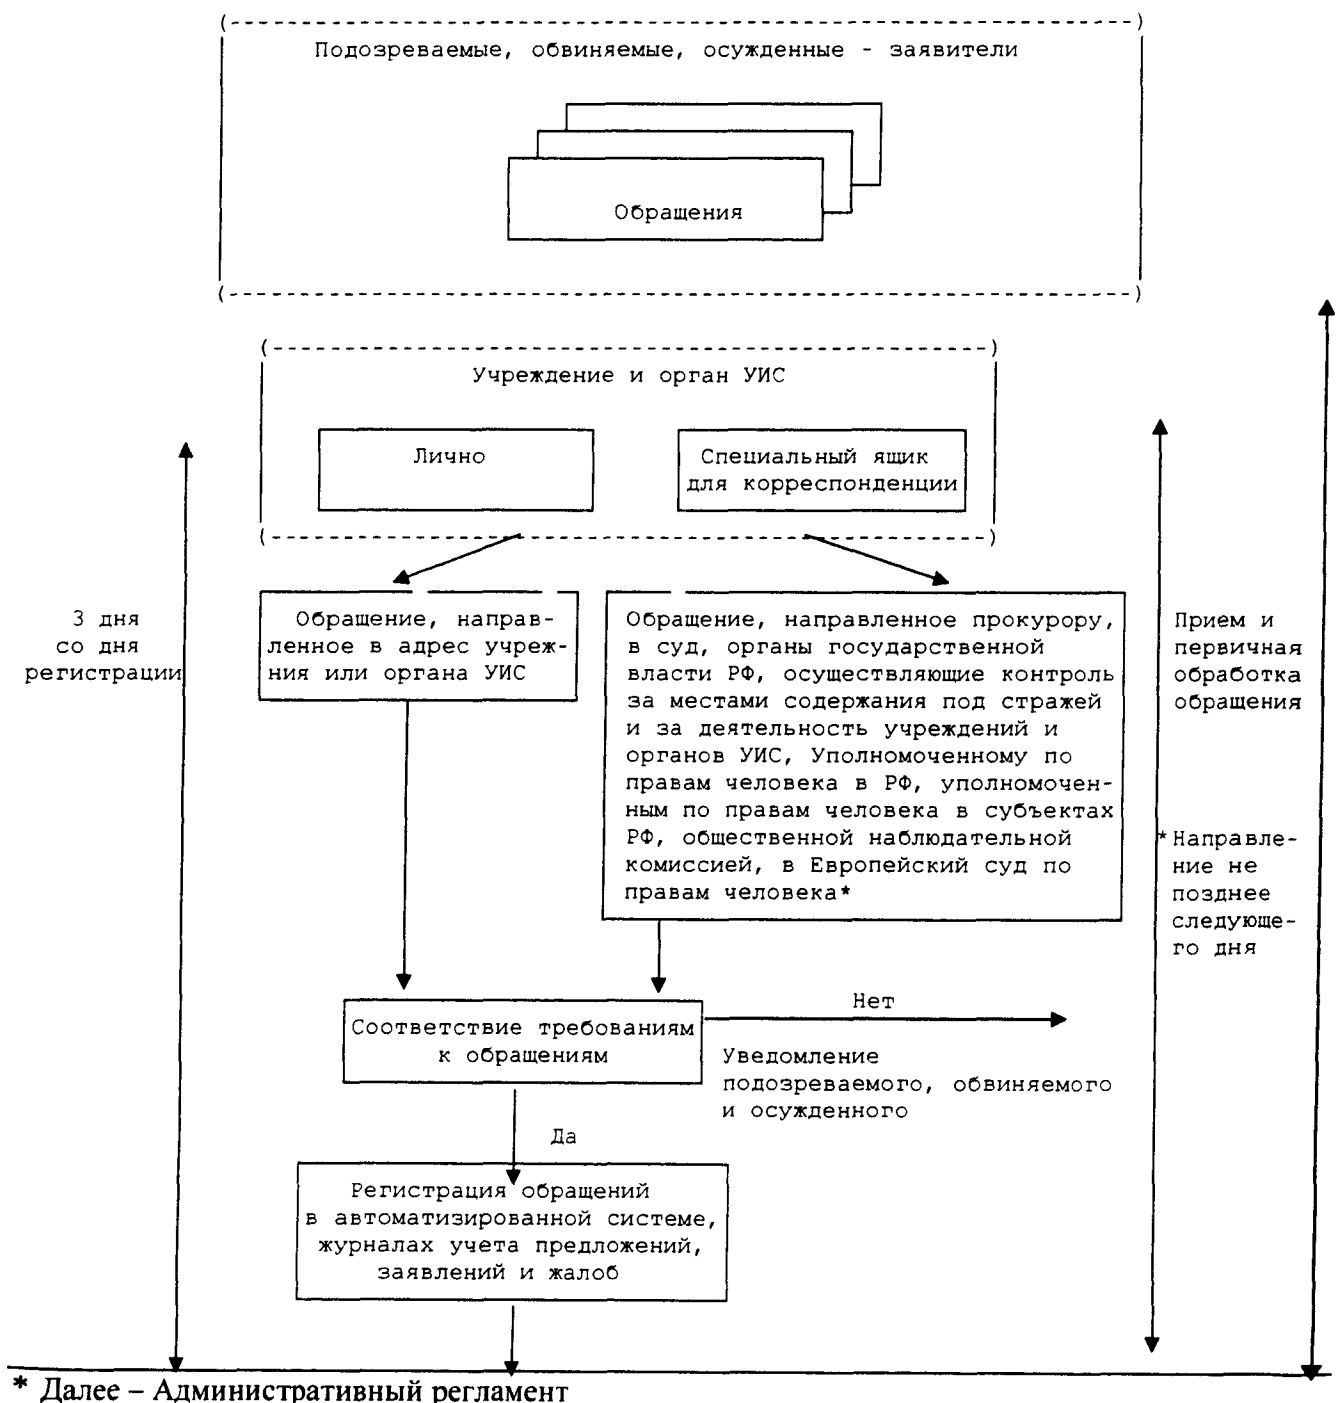 Подозреваемые, обвиняемые, осужденные - заявители
Обращения
Учреждение и орган УИС
Лично
Специальный ящик
для корреспонденции
3 дня
со дня
регистрации
Обращение, направ-
ленное в адрес учреж-
ния или органа УИС
Обращение, направленное прокурору,
в суд, органы государственной
власти РФ, осуществляющие контроль
за местами содержания под стражей
и за деятельность учреждений и
органов УИС, Уполномоченному по
правам человека в РФ, уполномочен-
ным по правам человека в субъектах
РФ, общественной наблюдательной
комиссией, в Европейский суд по
правам человека*
Прием и
первичная
обработка
обращения
*Направле-
ние не
позднее
следующе-
го дня
Соответствие требованиям
к обращениям
Нет
Уведомление
подозреваемого, обвиняемого
и осужденного
Да
Регистрация обращений
в автоматизированной системе,
журналах учета предложений,
заявлений и жалоб
* Далее – Административный регламент